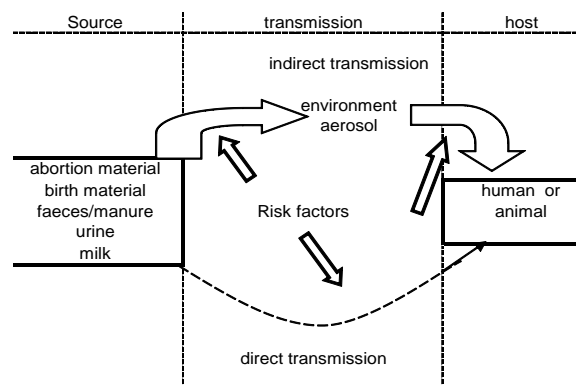 Source
transmission
host
indirect transmission
environment
aerosol
abortion material
birth material
faeces/manure
urine
milk
Risk factors
human or
animal
direct transmission